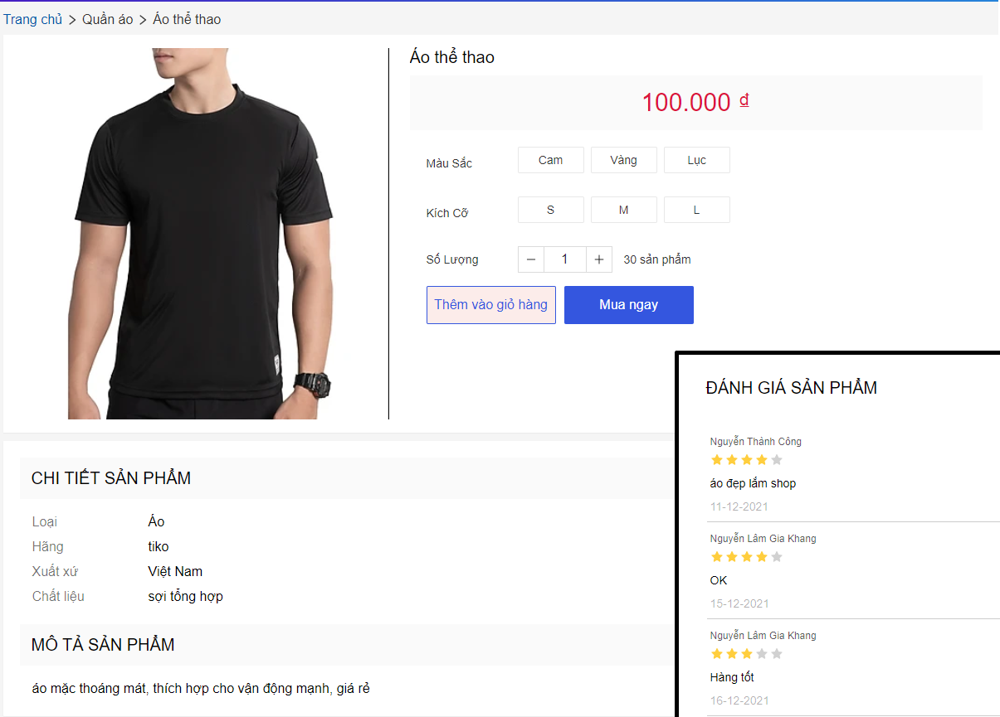 Trang chủ > Quần áo > Áo thể thao
Áo thể thao
100.000 ₫
Màu Sắc Cam Vàng Lục
Kích Cỡ S M L
Số Lượng − 1 + 30 sản phẩm
Thêm vào giỏ hàng Mua ngay
CHI TIẾT SẢN PHẨM
Loại Áo
Hãng tiko
Xuất xứ Việt Nam
Chất liệu sợi tổng hợp
MÔ TẢ SẢN PHẨM
áo mặc thoáng mát, thích hợp cho vận động mạnh, giá rẻ
ĐÁNH GIÁ SẢN PHẨM
Nguyễn Thành Công
áo đẹp lắm shop
11-12-2021
Nguyễn Lâm Gia Khang
OK
15-12-2021
Nguyễn Lâm Gia Khang
Hàng tốt
16-12-2021